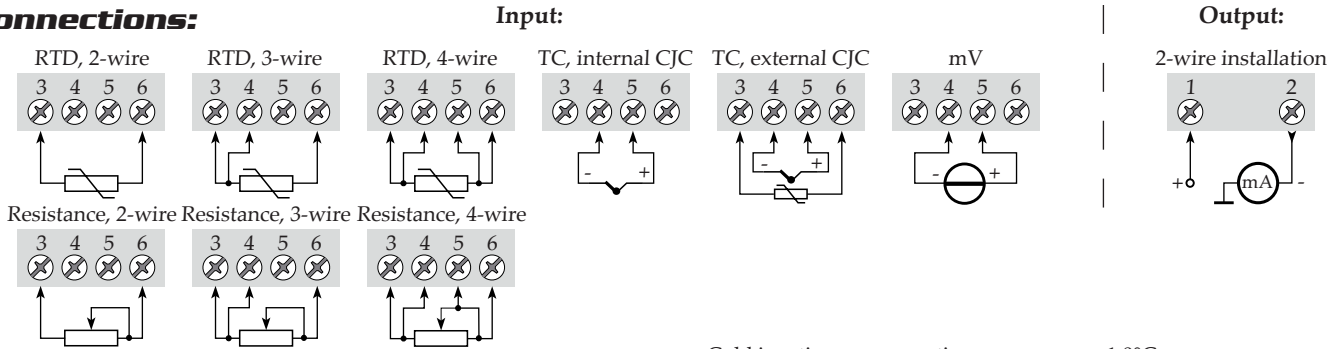 onnections:
Input:
Output:
RTD, 2-wire RTD, 3-wire RTD, 4-wire TC, internal CJC TC, external CJC mV 2-wire installation
3 4 5 6 3 4 5 6 3 4 5 6 3 4 5 6 3 4 5 6 3 4 5 6 1 2
- + - + - + + mA -
Resistance, 2-wire Resistance, 3-wire Resistance, 4-wire
3 4 5 6 3 4 5 6 3 4 5 6